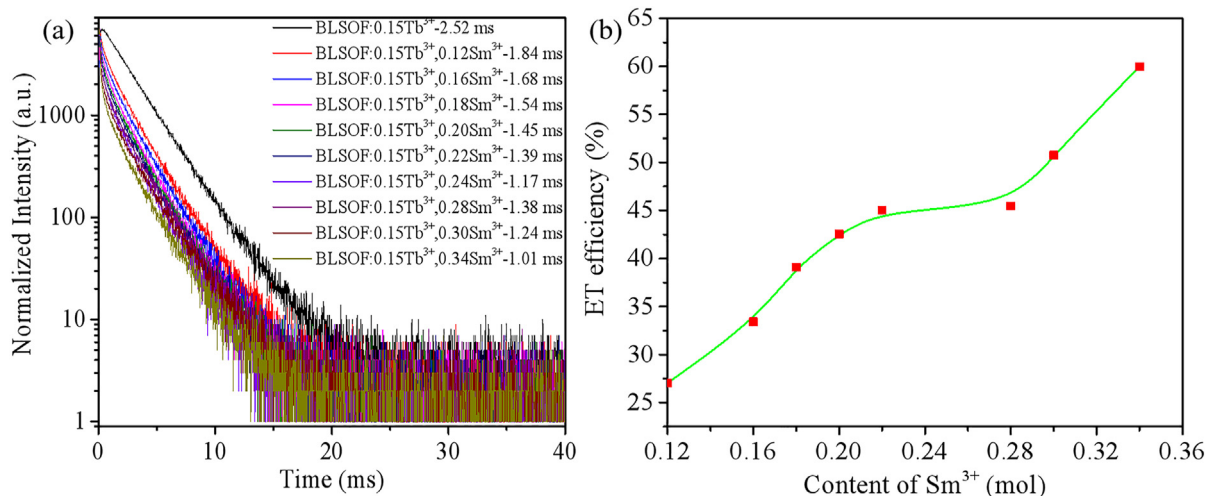 (a)
BLSOF:0.15Tb³⁺-2.52 ms
BLSOF:0.15Tb³⁺,0.12Sm³⁺-1.84 ms
BLSOF:0.15Tb³⁺,0.16Sm³⁺-1.68 ms
BLSOF:0.15Tb³⁺,0.18Sm³⁺-1.54 ms
BLSOF:0.15Tb³⁺,0.20Sm³⁺-1.45 ms
BLSOF:0.15Tb³⁺,0.22Sm³⁺-1.39 ms
BLSOF:0.15Tb³⁺,0.24Sm³⁺-1.17 ms
BLSOF:0.15Tb³⁺,0.28Sm³⁺-1.38 ms
BLSOF:0.15Tb³⁺,0.30Sm³⁺-1.24 ms
BLSOF:0.15Tb³⁺,0.34Sm³⁺-1.01 ms
Normalized Intensity (a.u.)
1000
100
10
1
0 10 20 30 40
Time (ms)
(b)
ET efficiency (%)
65
60
55
50
45
40
35
30
25
0.12 0.16 0.20 0.24 0.28 0.32 0.36
Content of Sm³⁺ (mol)